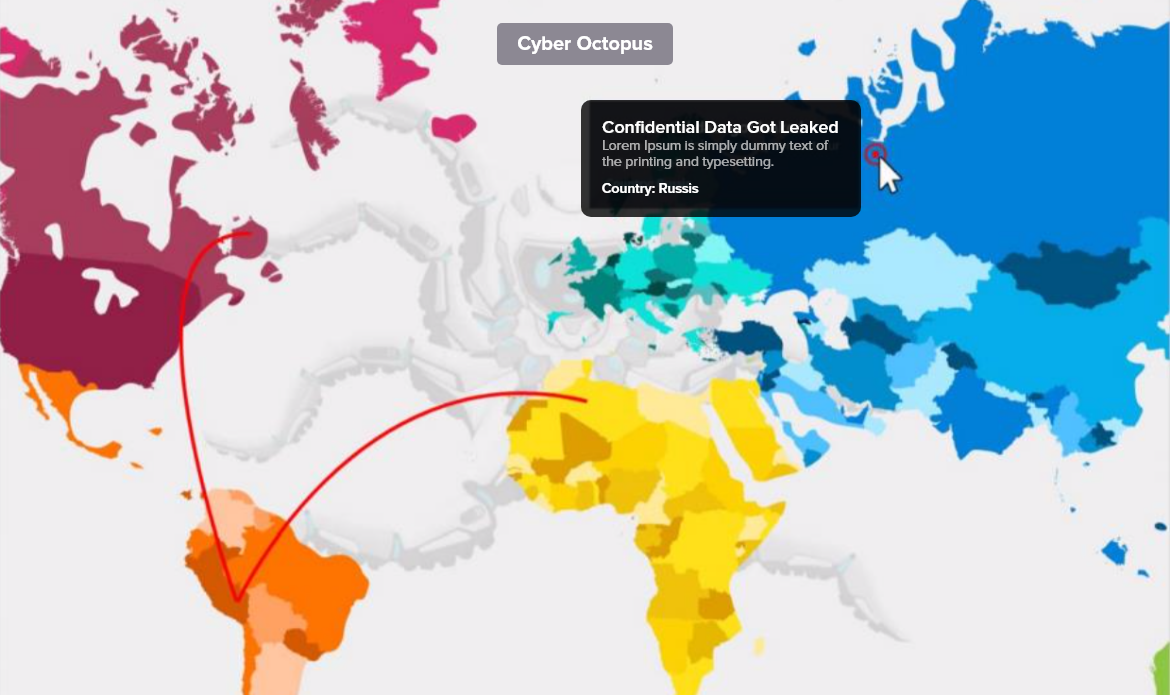 Cyber Octopus
Confidential Data Got Leaked
Lorem Ipsum is simply dummy text of
the printing and typesetting.
Country: Russis